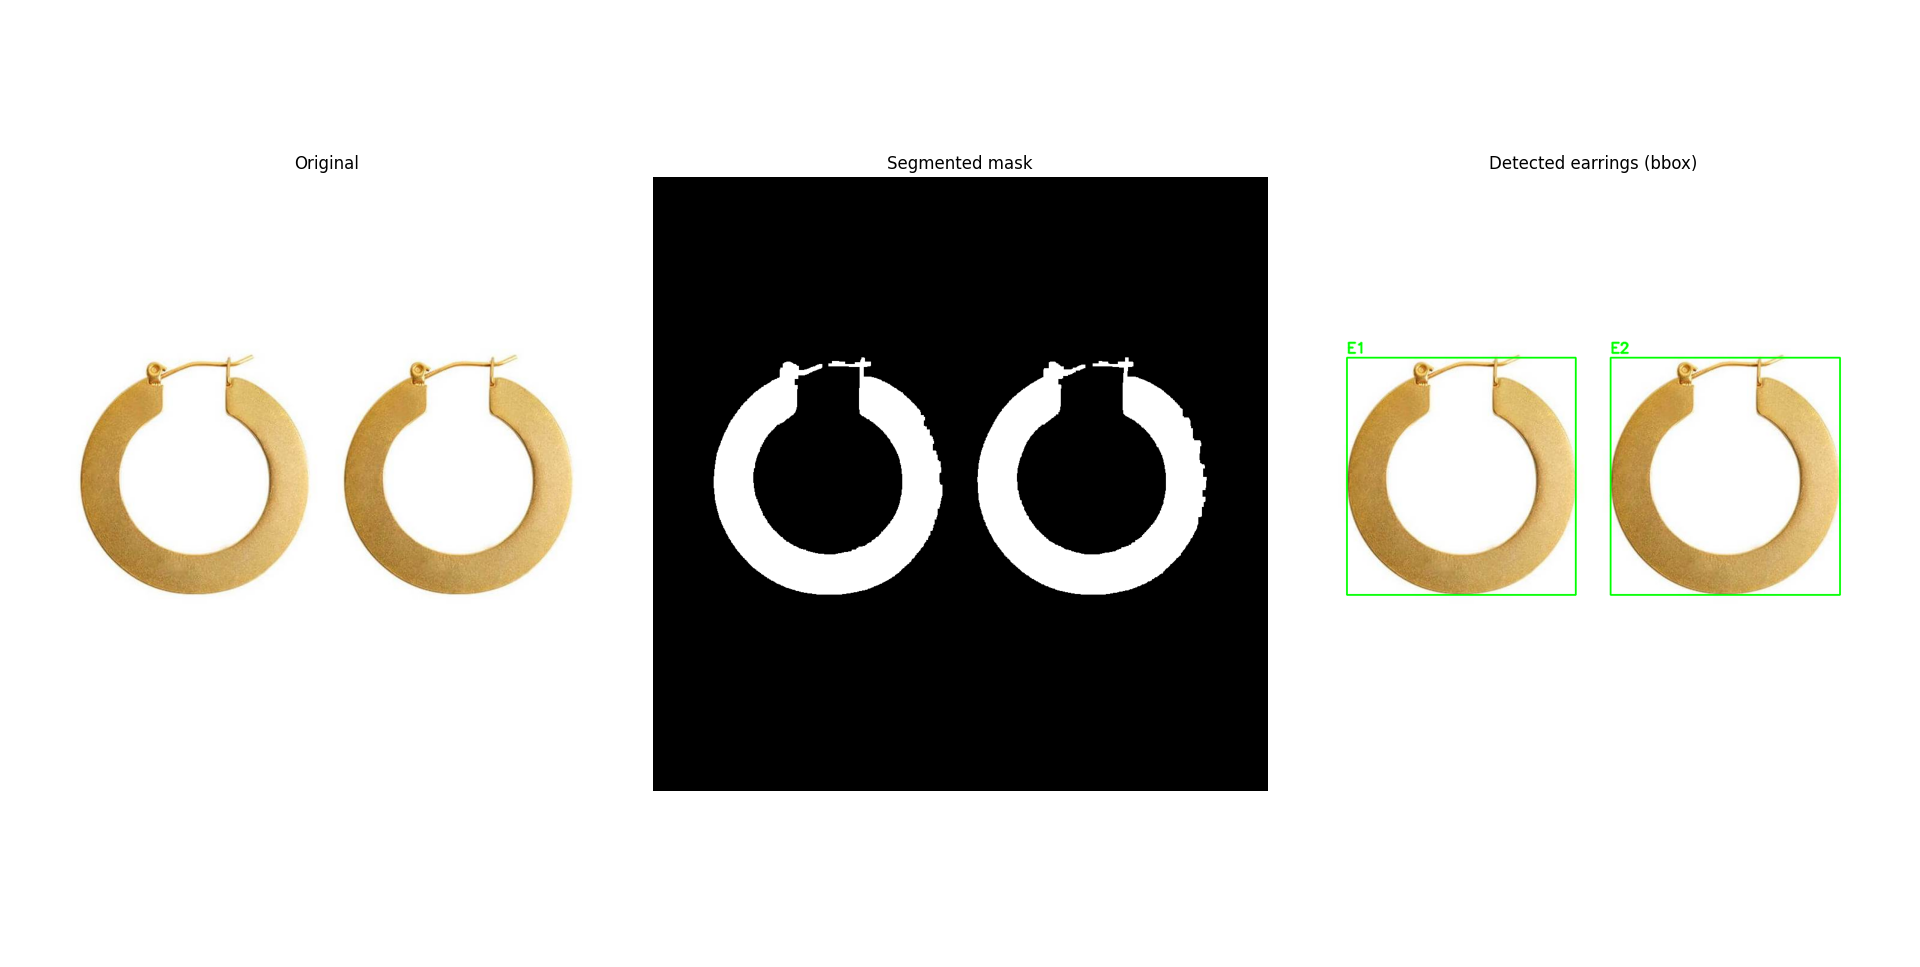 Original
Segmented mask
Detected earrings (bbox)
E1
E2